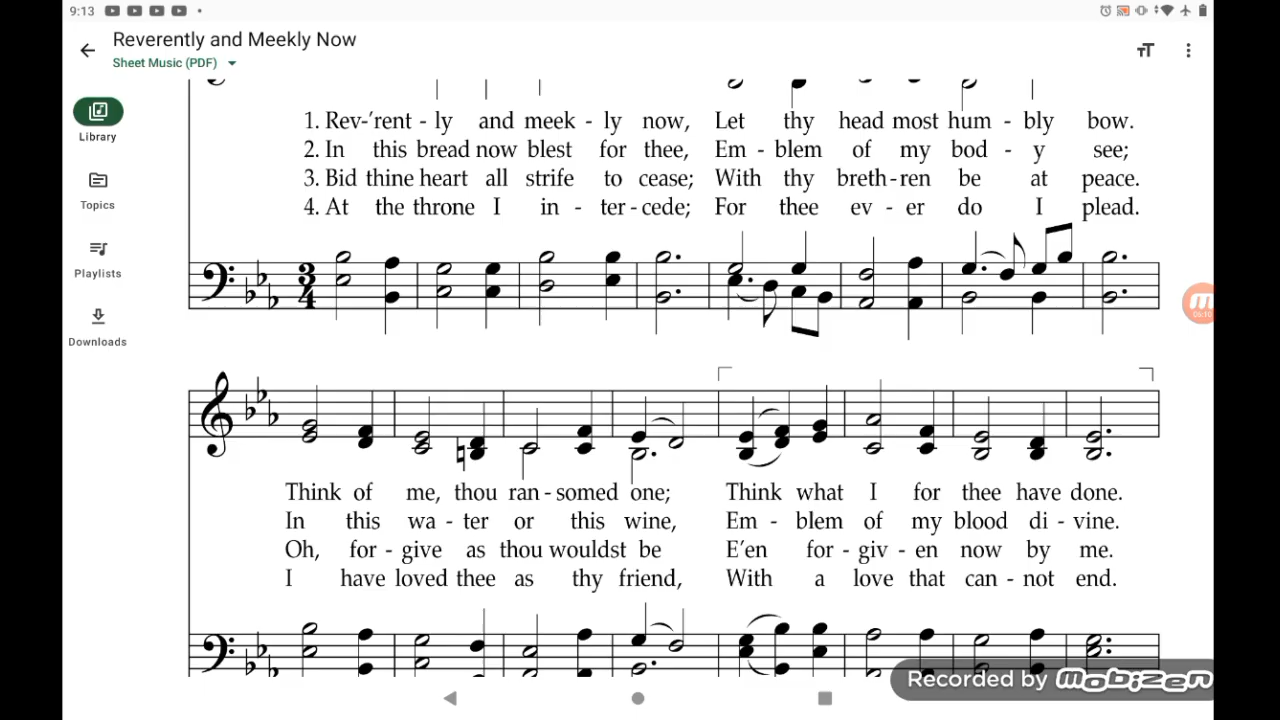 9:13
Reverently and Meekly Now
Sheet Music (PDF)
Library
Topics
Playlists
Downloads
1. Rev-'rent - ly and meek - ly now, Let thy head most hum - bly bow.
2. In this bread now blest for thee, Em - blem of my bod - y see;
3. Bid thine heart all strife to cease; With thy breth - ren be at peace.
4. At the throne I in - ter - cede; For thee ev - er do I plead.
3
4
Think of me, thou ran - somed one; Think what I for thee have done.
In this wa - ter or this wine, Em - blem of my blood di - vine.
Oh, for - give as thou wouldst be E'en for - giv - en now by me.
I have loved thee as thy friend, With a love that can - not end.
06:10
Recorded by Mobizen